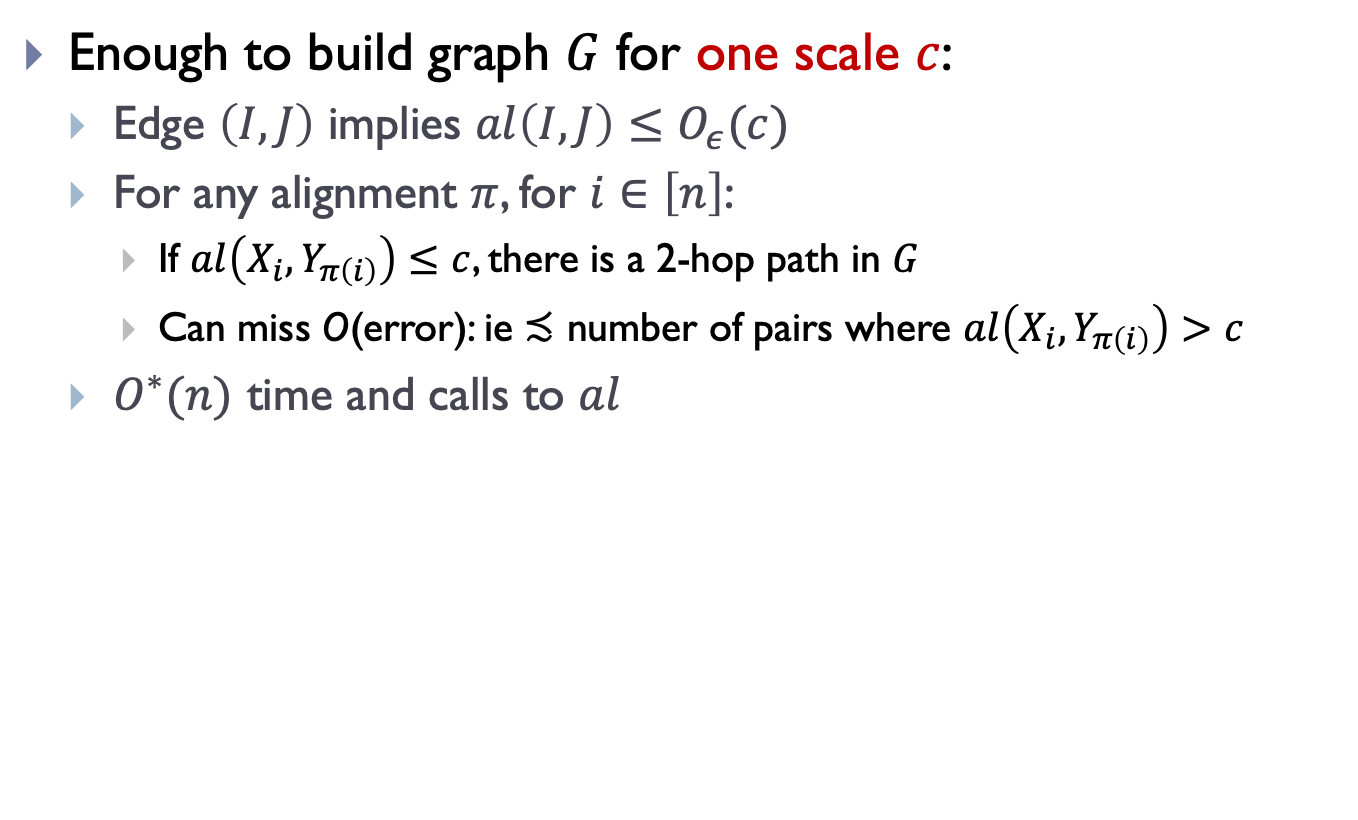 Enough to build graph G for one scale c:
Edge (I, J) implies al(I, J) ≤ O_ϵ(c)
For any alignment π, for i ∈ [n]:
If al(X_i, Y_π(i)) ≤ c, there is a 2-hop path in G
Can miss O(error): ie ≾ number of pairs where al(X_i, Y_π(i)) > c
O*(n) time and calls to al